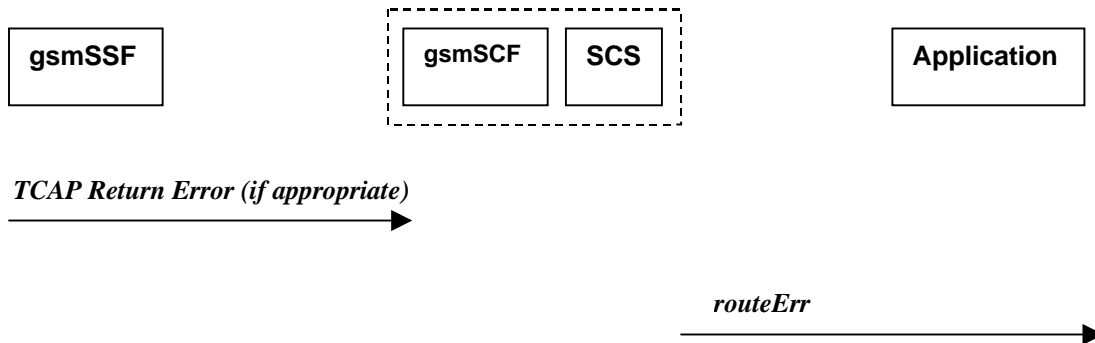 gsmSSF
gsmSCF
SCS
Application
TCAP Return Error (if appropriate)
routeErr